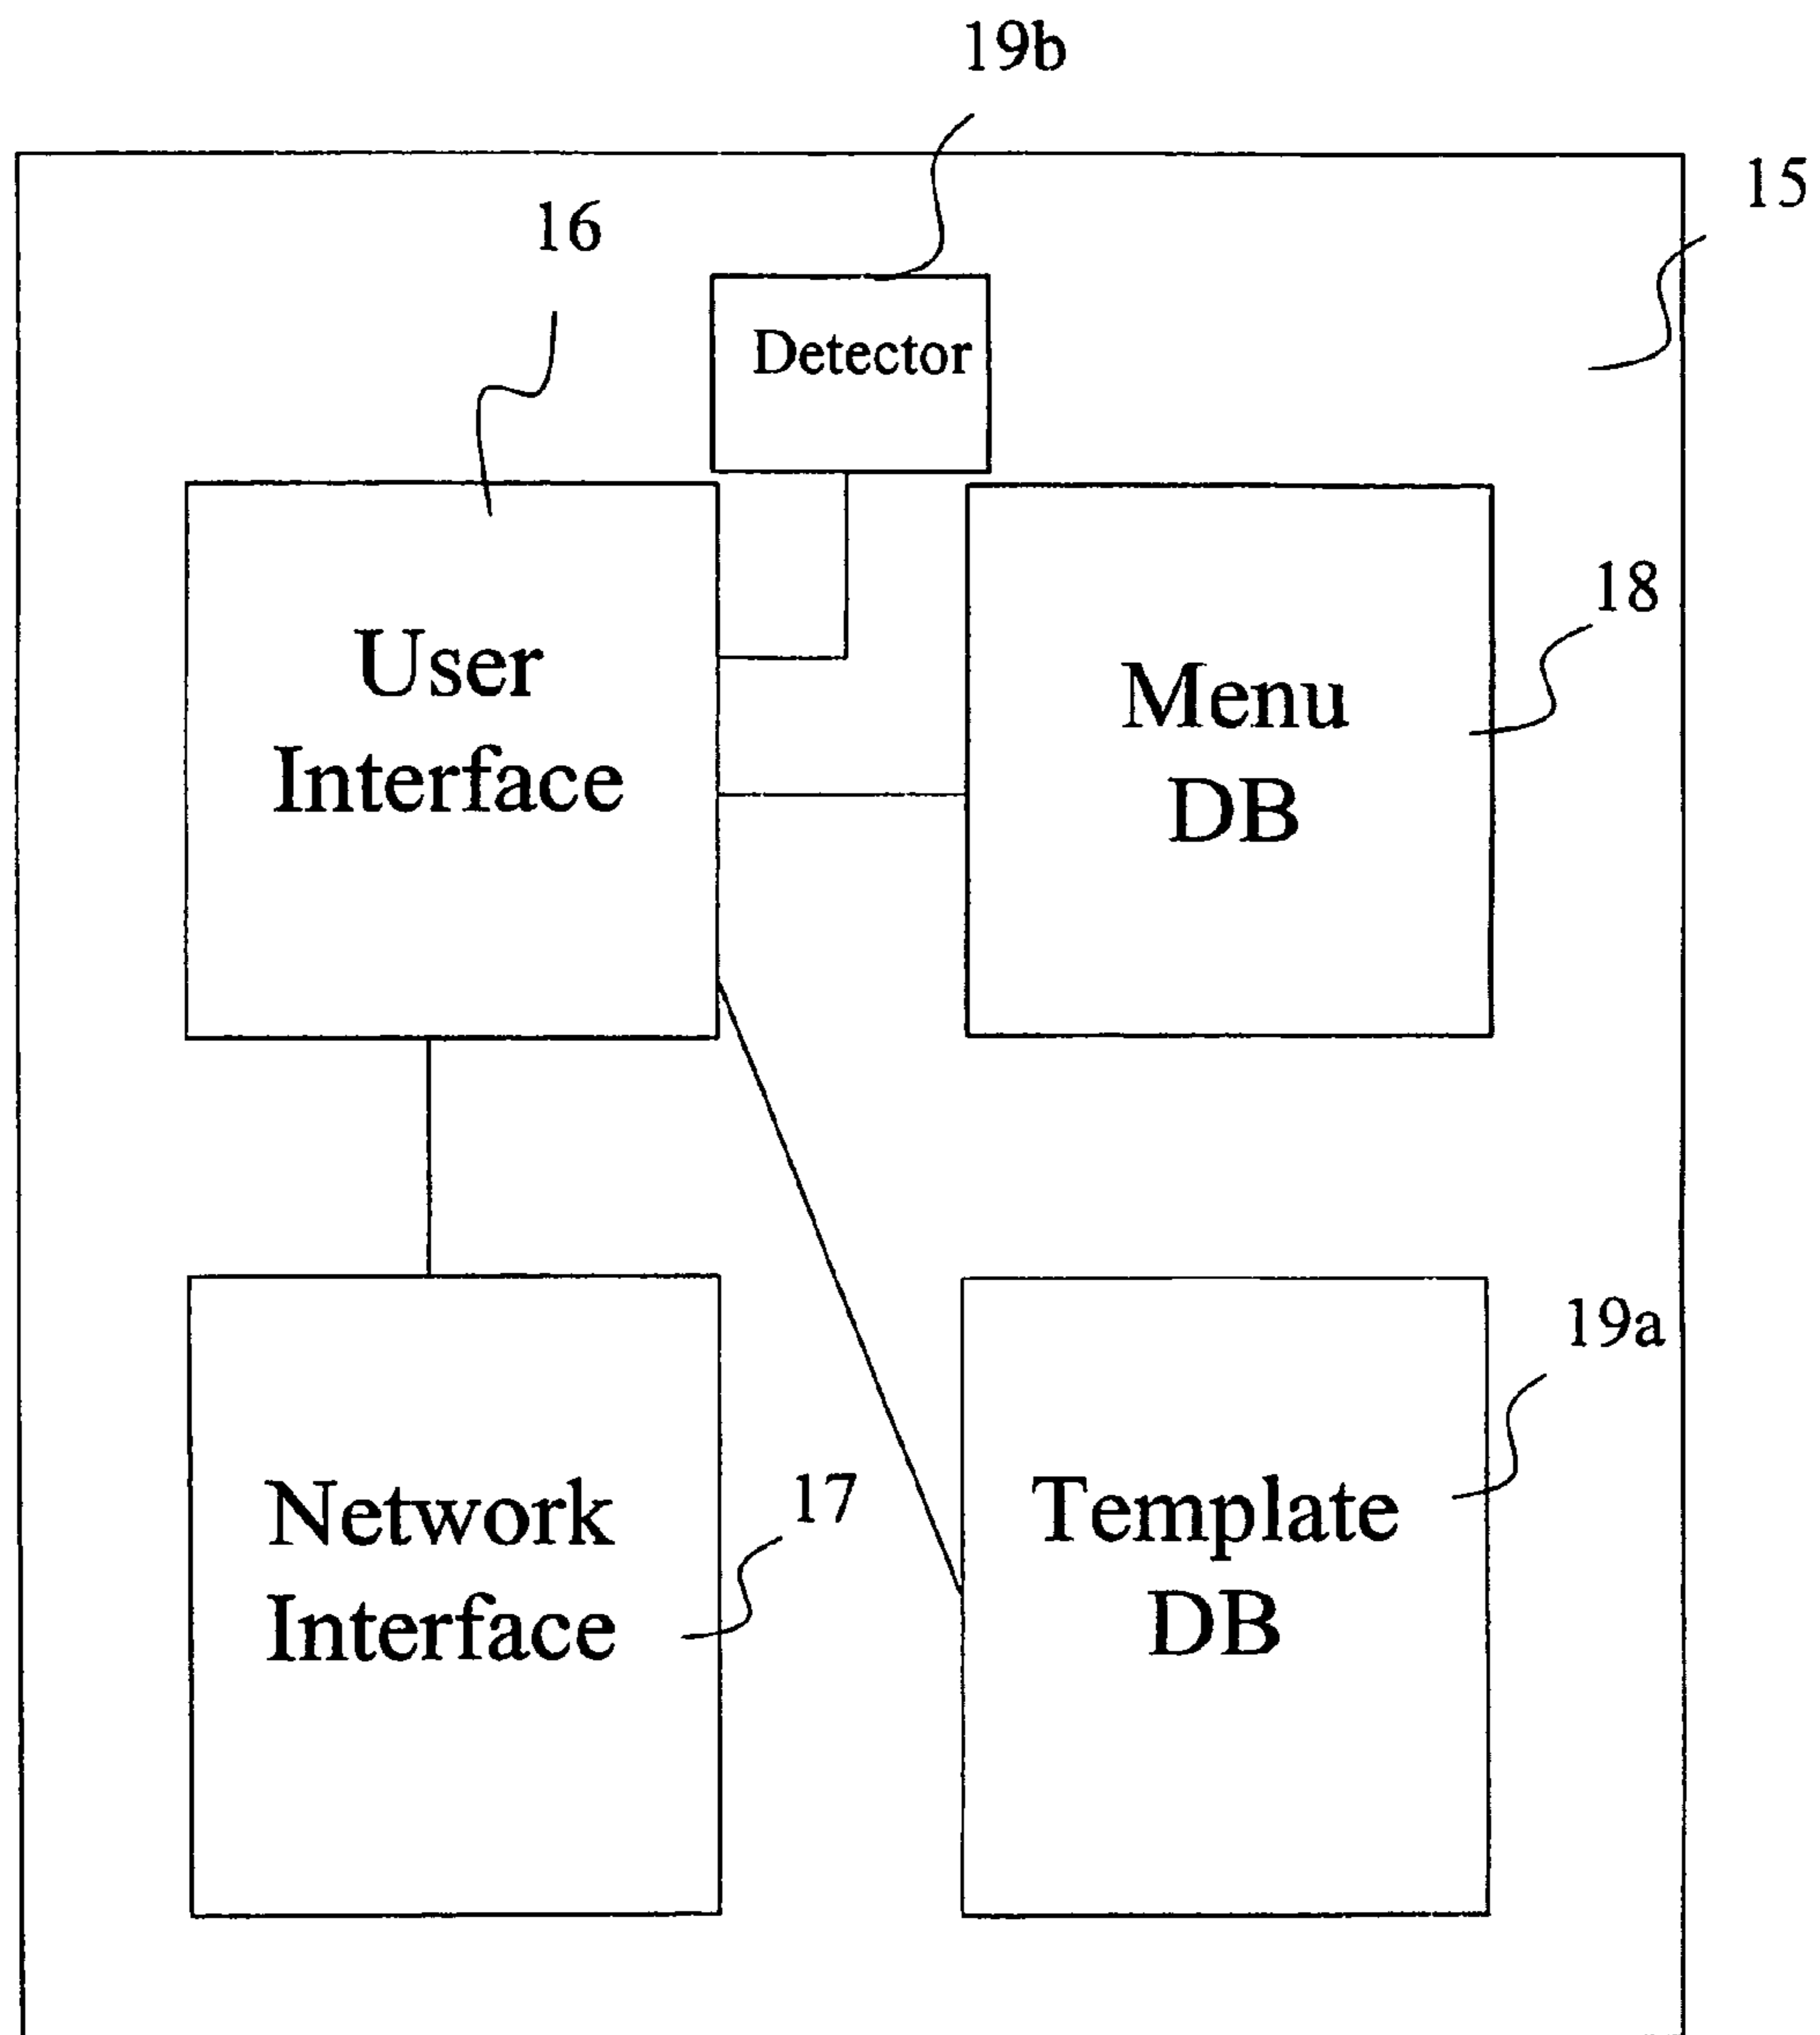 19b
15
16
Detector
18
User
Interface
Menu
DB
19a
17
Network
Interface
Template
DB